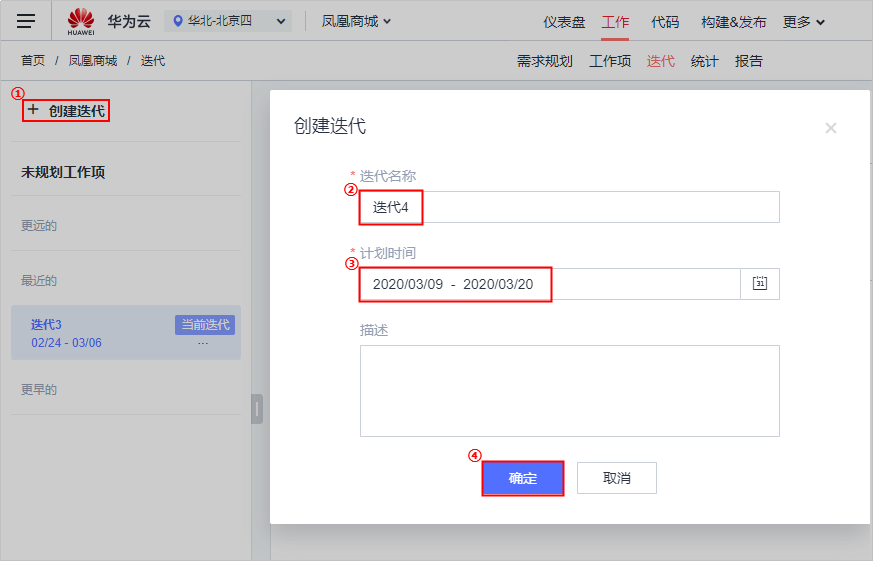 HUAWEI 华为云 华北-北京四 凤凰商城 仪表盘 工作 代码 构建&发布 更多
首页 / 凤凰商城 / 迭代 需求规划 工作项 迭代 统计 报告
①
+ 创建迭代
未规划工作项
更远的
最近的
迭代3 当前迭代
02/24 - 03/06 ...
更早的
创建迭代 ×
* 迭代名称
②
迭代4
* 计划时间
③
2020/03/09 - 2020/03/20 31
描述
④
确定 取消